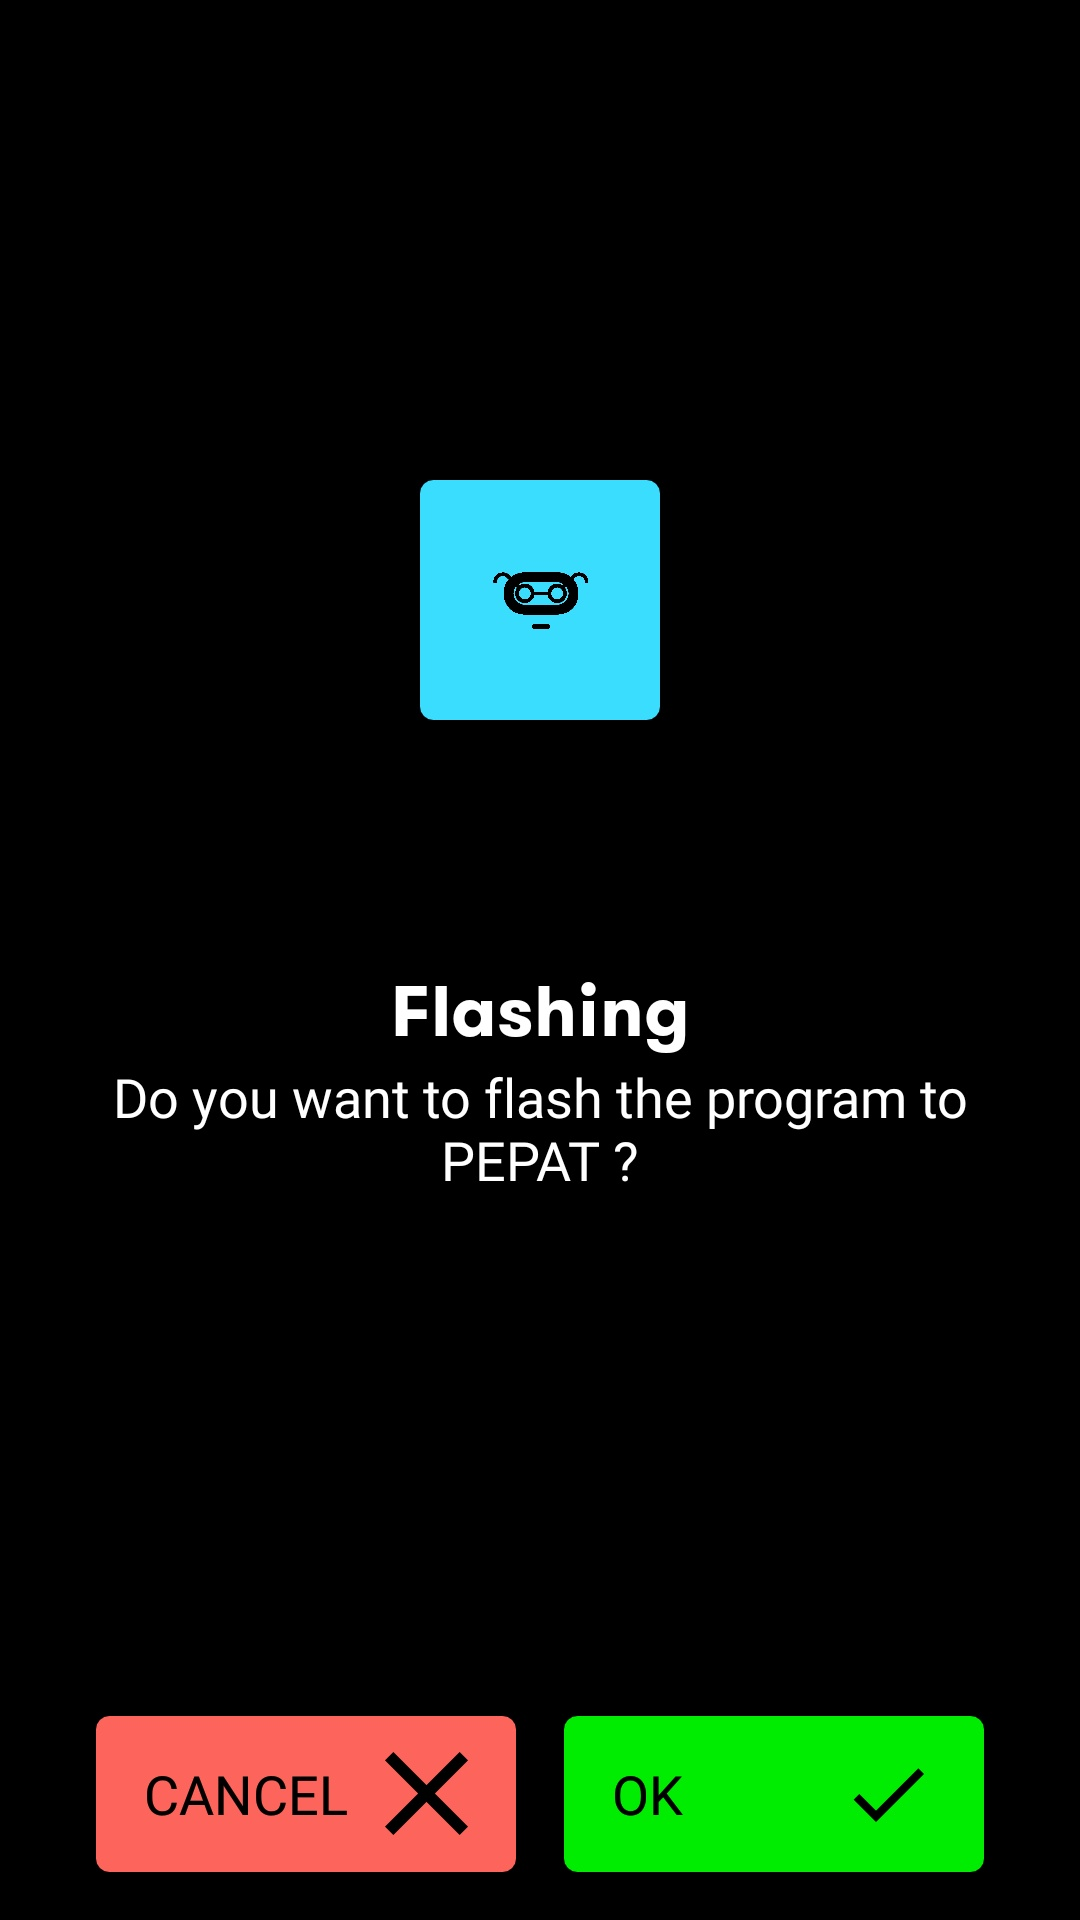 Flashing
Do you want to flash the program to
PEPAT ?
CANCEL
OK